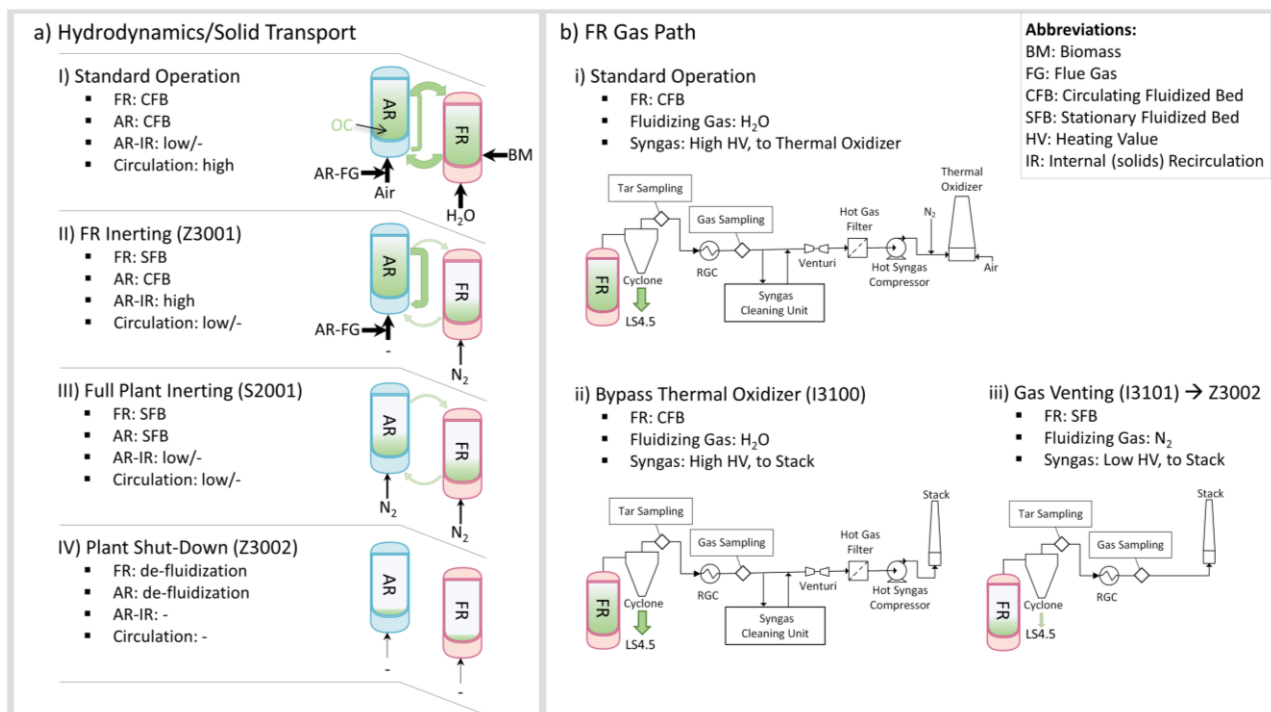 a) Hydrodynamics/Solid Transport
I) Standard Operation
▪ FR: CFB
▪ AR: CFB
▪ AR-IR: low/-
▪ Circulation: high
AR
OC
FR
BM
AR-FG
Air
H₂O
II) FR Inerting (Z3001)
▪ FR: SFB
▪ AR: CFB
▪ AR-IR: high
▪ Circulation: low/-
AR
FR
AR-FG
-
N₂
III) Full Plant Inerting (S2001)
▪ FR: SFB
▪ AR: SFB
▪ AR-IR: low/-
▪ Circulation: low/-
AR
FR
N₂
N₂
IV) Plant Shut-Down (Z3002)
▪ FR: de-fluidization
▪ AR: de-fluidization
▪ AR-IR: -
▪ Circulation: -
AR
FR
-
-
b) FR Gas Path
i) Standard Operation
▪ FR: CFB
▪ Fluidizing Gas: H₂O
▪ Syngas: High HV, to Thermal Oxidizer
Tar Sampling
Gas Sampling
Hot Gas
Filter
N₂
Thermal
Oxidizer
FR
Cyclone
LS4.5
RGC
Venturi
Hot Syngas
Compressor
Air
Syngas
Cleaning Unit
Abbreviations:
BM: Biomass
FG: Flue Gas
CFB: Circulating Fluidized Bed
SFB: Stationary Fluidized Bed
HV: Heating Value
IR: Internal (solids) Recirculation
ii) Bypass Thermal Oxidizer (I3100)
▪ FR: CFB
▪ Fluidizing Gas: H₂O
▪ Syngas: High HV, to Stack
Tar Sampling
Gas Sampling
Hot Gas
Filter
Stack
FR
Cyclone
LS4.5
RGC
Venturi
Hot Syngas
Compressor
Syngas
Cleaning Unit
iii) Gas Venting (I3101) → Z3002
▪ FR: SFB
▪ Fluidizing Gas: N₂
▪ Syngas: Low HV, to Stack
Stack
Tar Sampling
Gas Sampling
FR
Cyclone
LS4.5
RGC